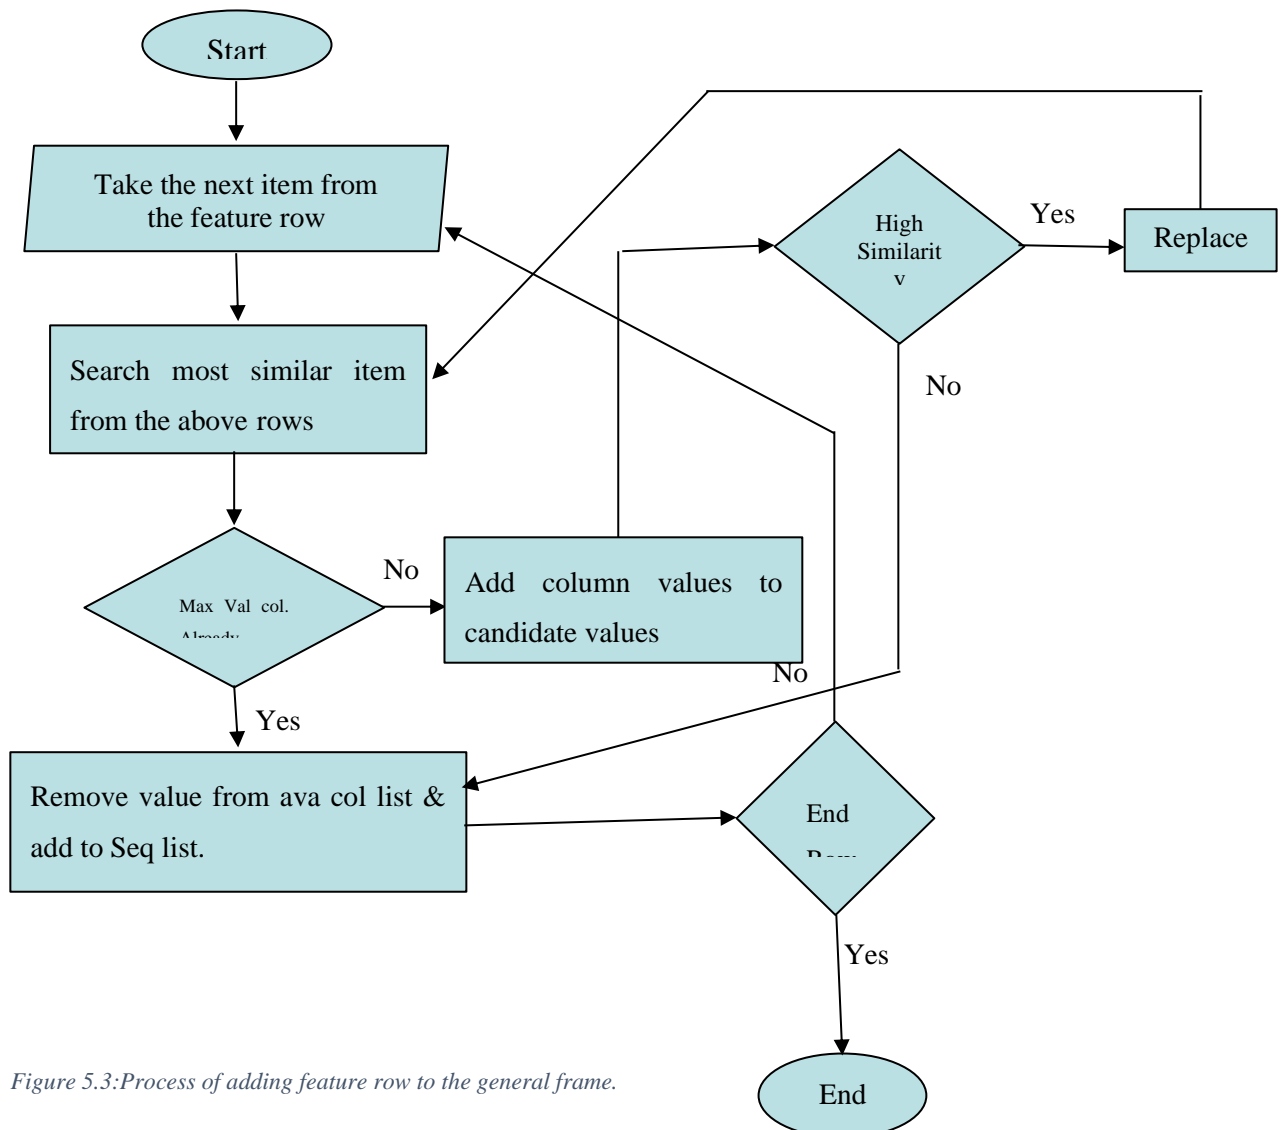 Start
Take the next item from
the feature row
Search most similar item
from the above rows
Max Val col.
Already
No
Add column values to
candidate values
High
Similarit
y
Yes
Replace
No
No
Yes
Remove value from ava col list &
add to Seq list.
End
Row
Yes
End
Figure 5.3:Process of adding feature row to the general frame.